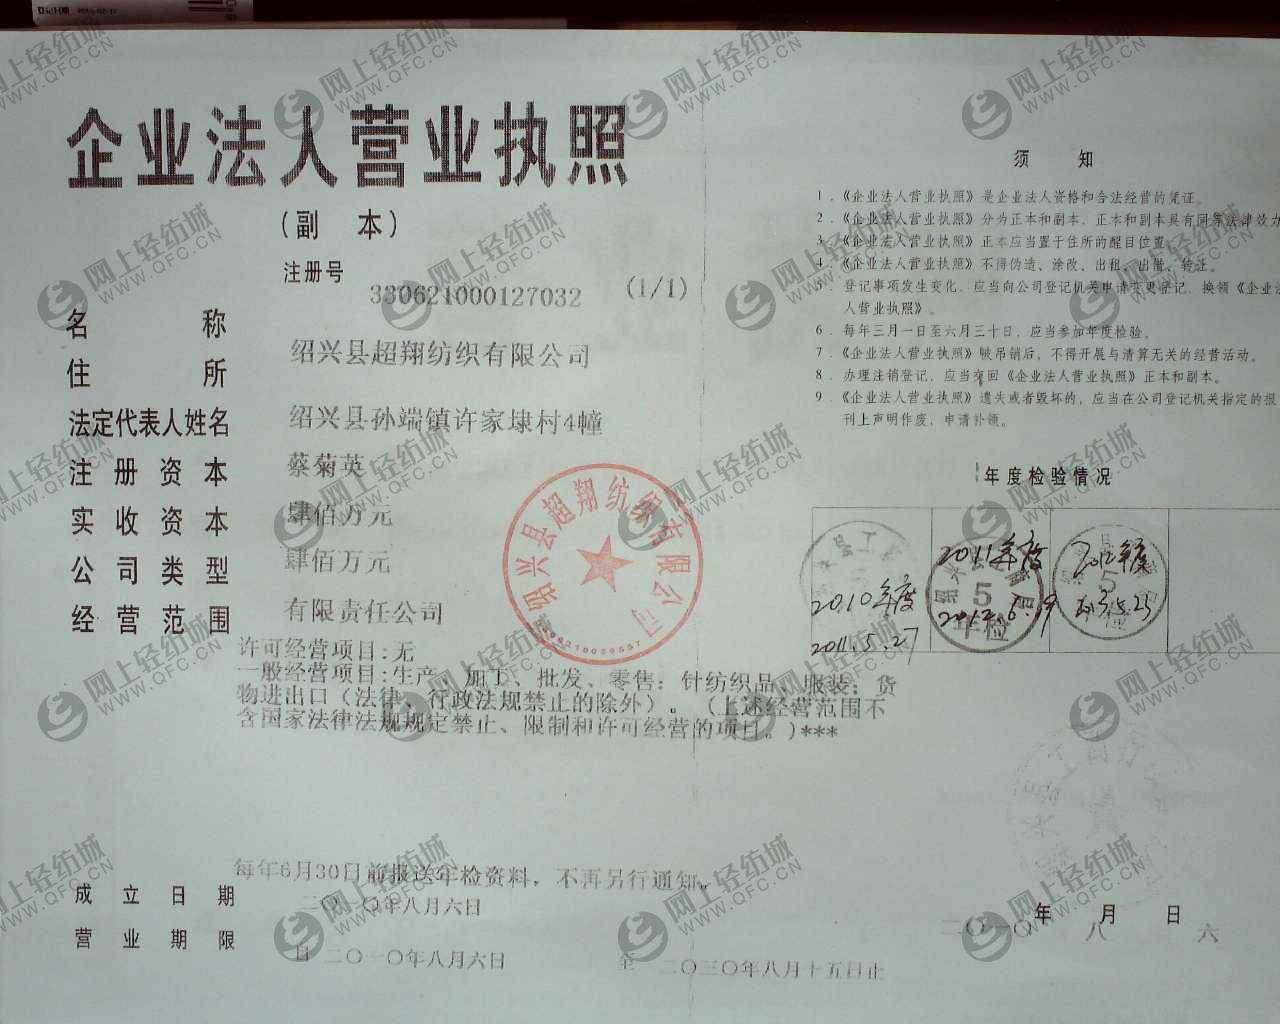 企业法人营业执照
（副 本）
注册号
330621000127032 (1/1)
名 称
绍兴县超翔纺织有限公司
住 所
绍兴县孙端镇许家埭村4幢
法定代表人姓名
蔡菊英
注册资本
肆佰万元
实收资本
肆佰万元
公司类型
有限责任公司
经营范围
许可经营项目:无
一般经营项目:生产、加工、批发、零售：针纺织品、服装；货
物进出口（法律、行政法规禁止的除外）。（上述经营范围不
含国家法律法规规定禁止、限制和许可经营的项目。)***
每年6月30日前报送年检资料，不再另行通知。
成立日期
二〇一〇年八月六日
营业期限
自 二〇一〇年八月六日 至 二〇三〇年八月十五日止
绍兴县超翔纺织有限公司
须 知
1．《企业法人营业执照》是企业法人资格和合法经营的凭证。
2．《企业法人营业执照》分为正本和副本，正本和副本具有同等法律效力
3．《企业法人营业执照》正本应当置于住所的醒目位置。
4．《企业法人营业执照》不得伪造、涂改、出租、出借、转让。
5．登记事项发生变化，应当向公司登记机关申请变更登记，换领《企业法
人营业执照》。
6．每年三月一日至六月三十日，应当参加年度检验。
7．《企业法人营业执照》被吊销后，不得开展与清算无关的经营活动。
8．办理注销登记，应当交回《企业法人营业执照》正本和副本。
9．《企业法人营业执照》遗失或者毁坏的，应当在公司登记机关指定的报
刊上声明作废，申请补领。
年度检验情况
2010年度
2011.5.27
2011年度
5
2012.6.19
年检
2012年度
5
年 月 日
二〇一〇 八 六
网上轻纺城
WWW.QFC.CN